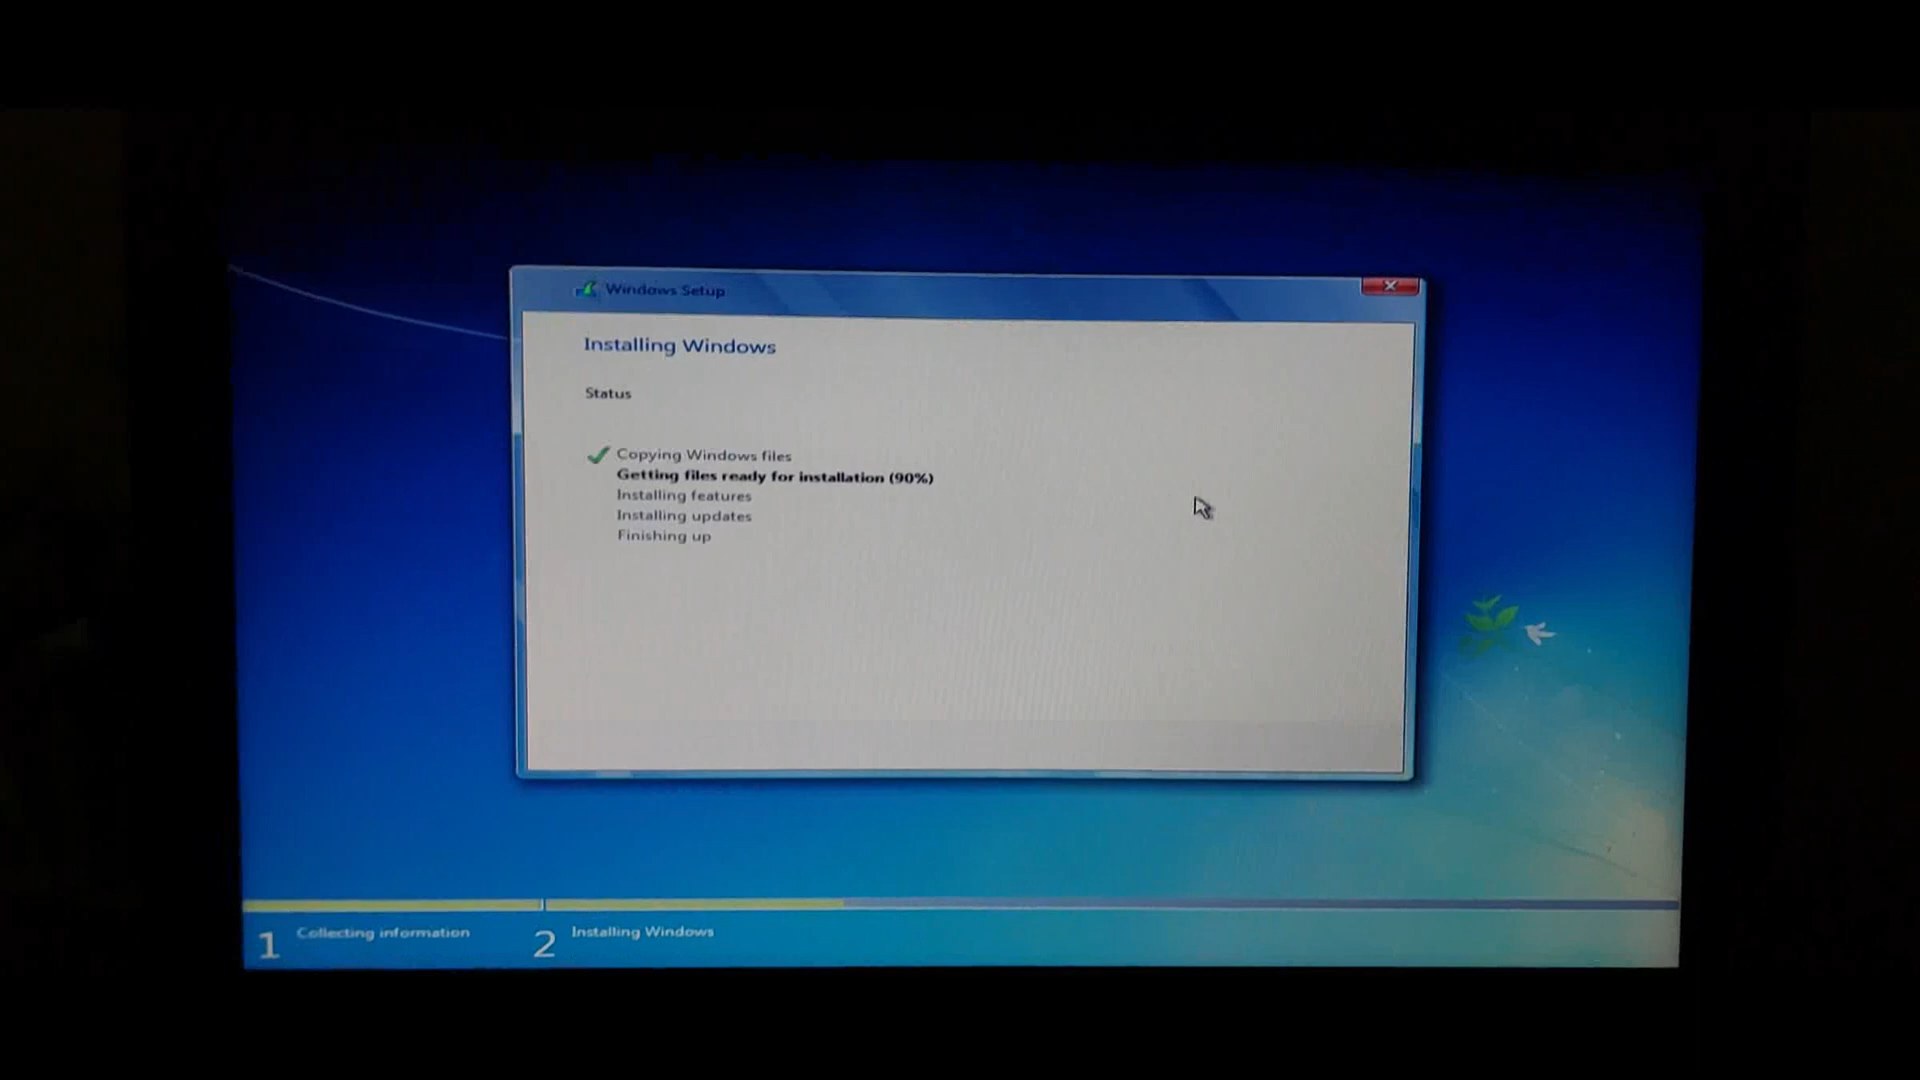 Windows Setup
Installing Windows
Status
Copying Windows files
Getting files ready for installation (90%)
Installing features
Installing updates
Finishing up
1 Collecting information
2 Installing Windows